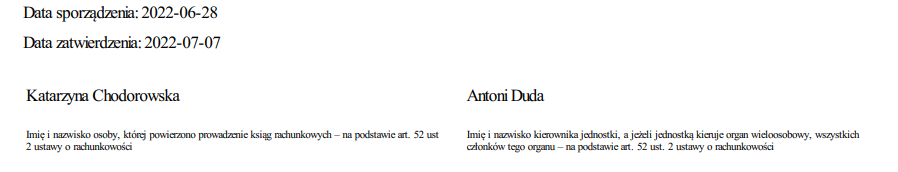 Data sporządzenia: 2022-06-28
Data zatwierdzenia: 2022-07-07
Katarzyna Chodorowska
Imię i nazwisko osoby, której powierzono prowadzenie ksiąg rachunkowych – na podstawie art. 52 ust
2 ustawy o rachunkowości
Antoni Duda
Imię i nazwisko kierownika jednostki, a jeżeli jednostką kieruje organ wieloosobowy, wszystkich
członków tego organu – na podstawie art. 52 ust. 2 ustawy o rachunkowości